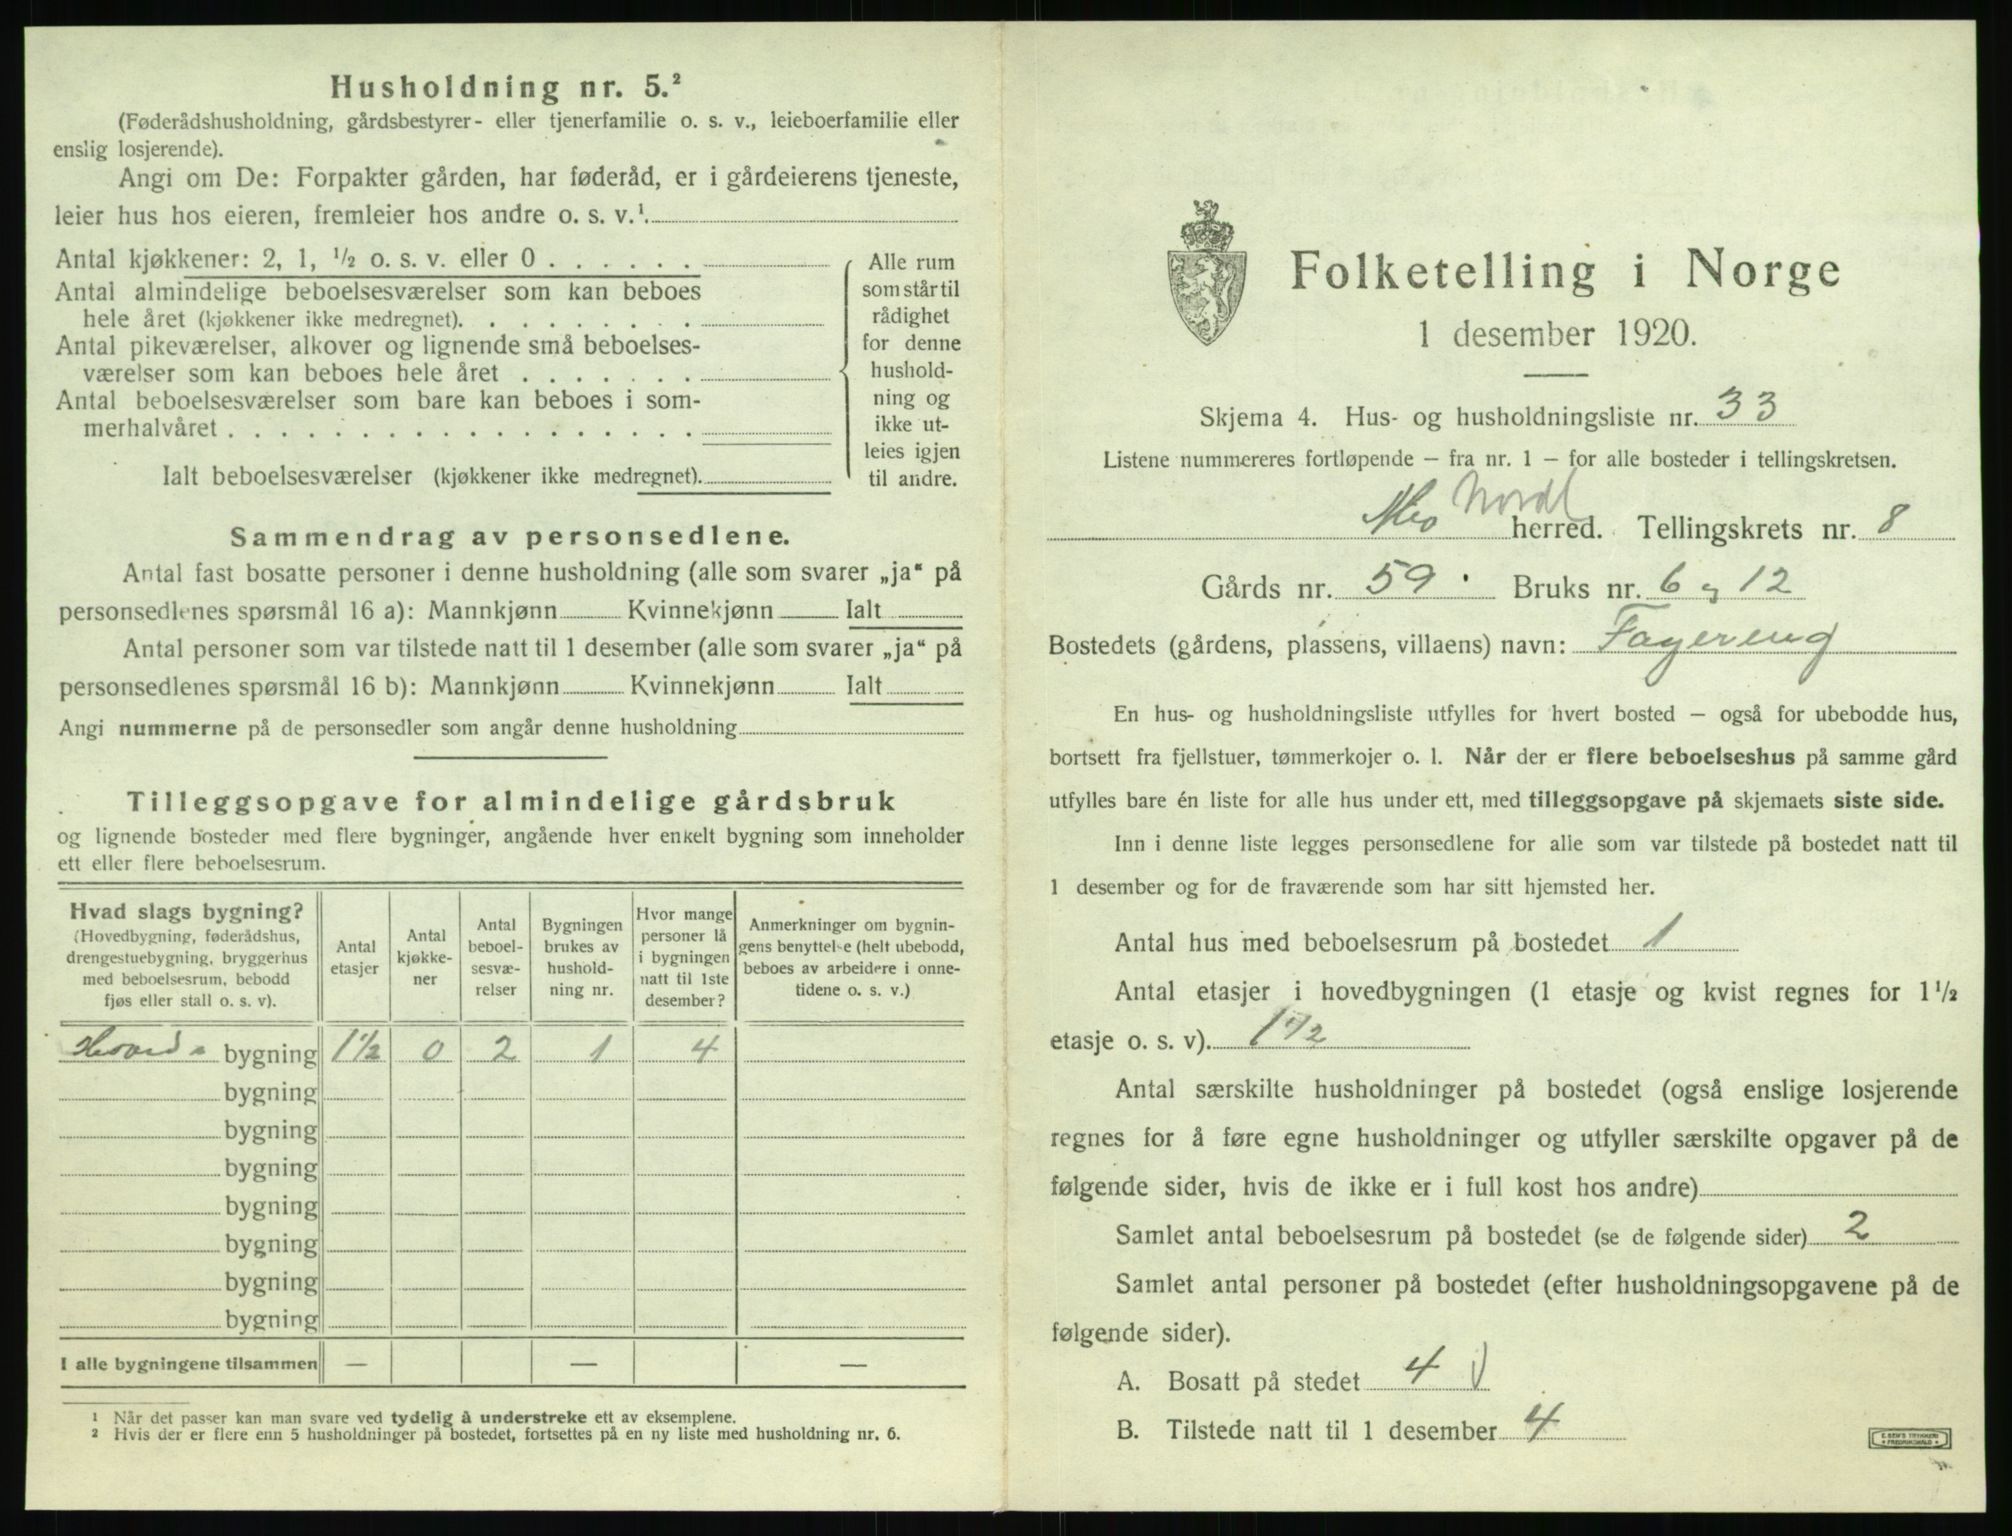 Husholdning nr. 5.²
(Føderådshusholdning, gårdsbestyrer- eller tjenerfamilie o. s. v., leieboerfamilie eller
enslig losjerende).
Angi om De: Forpakter gården, har føderåd, er i gårdeierens tjeneste,
leier hus hos eieren, fremleier hos andre o. s. v.¹
Antal kjøkkener: 2, 1, ½ o. s. v. eller 0 . . . . . .
Antal almindelige beboelsesværelser som kan beboes
hele året (kjøkkener ikke medregnet). . . . . . . . .
Antal pikeværelser, alkover og lignende små beboelses-
værelser som kan beboes hele året . . . . . . .
Antal beboelsesværelser som bare kan beboes i som-
merhalvåret . . . . . . . . . . . . . . . . . .
Ialt beboelsesværelser (kjøkkener ikke medregnet).
Alle rum
som står til
rådighet
for denne
hushold-
ning og
ikke ut-
leies igjen
til andre.
Sammendrag av personsedlene.
Antal fast bosatte personer i denne husholdning (alle som svarer „ja“ på
personsedlenes spørsmål 16 a): Mannkjønn Kvinnekjønn Ialt
Antal personer som var tilstede natt til 1 desember (alle som svarer „ja“ på
personsedlenes spørsmål 16 b): Mannkjønn Kvinnekjønn Ialt
Angi nummerne på de personsedler som angår denne husholdning
Tilleggsopgave for almindelige gårdsbruk
og lignende bosteder med flere bygninger, angående hver enkelt bygning som inneholder
ett eller flere beboelsesrum.
Hvad slags bygning?
(Hovedbygning, føderådshus,
drengestuebygning, bryggerhus
med beboelsesrum, bebodd
fjøs eller stall o. s. v).
Antal
etasjer
Antal
kjøkke-
ner
Antal
beboel-
sesvæ-
relser
Bygningen
brukes av
hushold-
ning nr.
Hvor mange
personer lå
i bygningen
natt til 1ste
desember?
Anmerkninger om bygnin-
gens benyttelse (helt ubebodd,
beboes av arbeidere i onne-
tidene o. s. v.)
Hoved- bygning 1½ 0 2 1 4
bygning
bygning
bygning
bygning
bygning
bygning
bygning
I alle bygningene tilsammen — — —
¹ Når det passer kan man svare ved tydelig å understreke ett av eksemplene.
² Hvis der er flere enn 5 husholdninger på bostedet, fortsettes på en ny liste med husholdning nr. 6.
Folketelling i Norge
1 desember 1920.
Skjema 4. Hus- og husholdningsliste nr. 33
Listene nummereres fortløpende – fra nr. 1 – for alle bosteder i tellingskretsen.
Mo Nordl herred. Tellingskrets nr. 8
Gårds nr. 59 Bruks nr. 6 og 12
Bostedets (gårdens, plassens, villaens) navn: Fagereng
En hus- og husholdningsliste utfylles for hvert bosted – også for ubebodde hus,
bortsett fra fjellstuer, tømmerkojer o. l. Når der er flere beboelseshus på samme gård
utfylles bare én liste for alle hus under ett, med tilleggsopgave på skjemaets siste side.
Inn i denne liste legges personsedlene for alle som var tilstede på bostedet natt til
1 desember og for de fraværende som har sitt hjemsted her.
Antal hus med beboelsesrum på bostedet 1
Antal etasjer i hovedbygningen (1 etasje og kvist regnes for 1½
etasje o. s. v). 1½
Antal særskilte husholdninger på bostedet (også enslige losjerende
regnes for å føre egne husholdninger og utfyller særskilte opgaver på de
følgende sider, hvis de ikke er i full kost hos andre)
Samlet antal beboelsesrum på bostedet (se de følgende sider) 2
Samlet antal personer på bostedet (efter husholdningsopgavene på de
følgende sider).
A. Bosatt på stedet 4
B. Tilstede natt til 1 desember 4